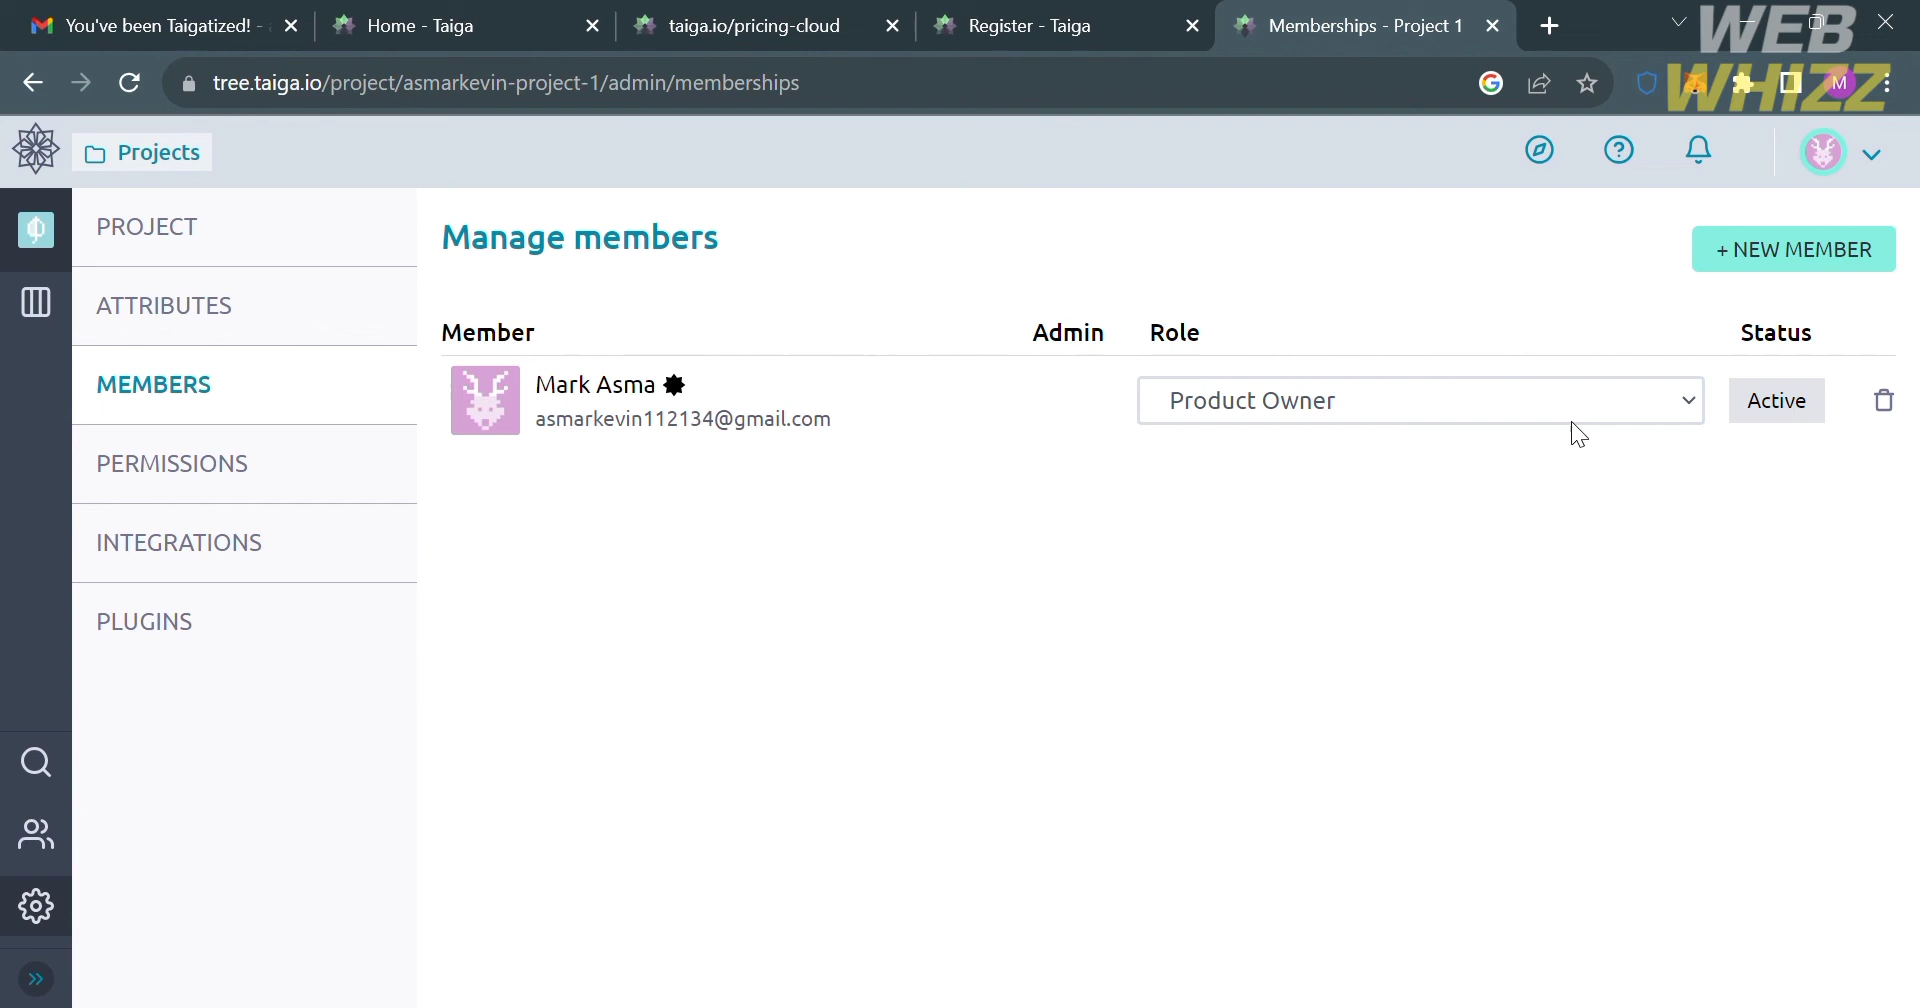 You've been Taigatized! -
Home - Taiga
taiga.io/pricing-cloud
Register - Taiga
Memberships - Project 1
WEB
WHIZZ
tree.taiga.io/project/asmarkevin-project-1/admin/memberships
M
Projects
PROJECT
ATTRIBUTES
MEMBERS
PERMISSIONS
INTEGRATIONS
PLUGINS
Manage members
+ NEW MEMBER
Member Admin Role Status
Mark Asma
asmarkevin112134@gmail.com
Product Owner
Active